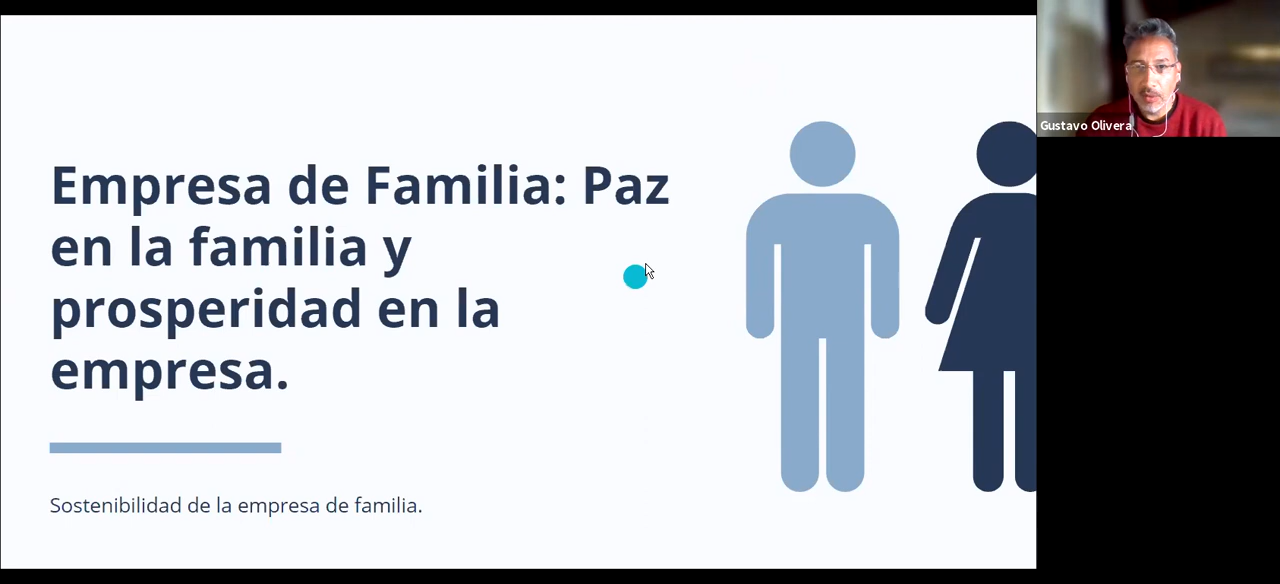 Empresa de Familia: Paz
en la familia y
prosperidad en la
empresa.
Sostenibilidad de la empresa de familia.
Gustavo Olivera